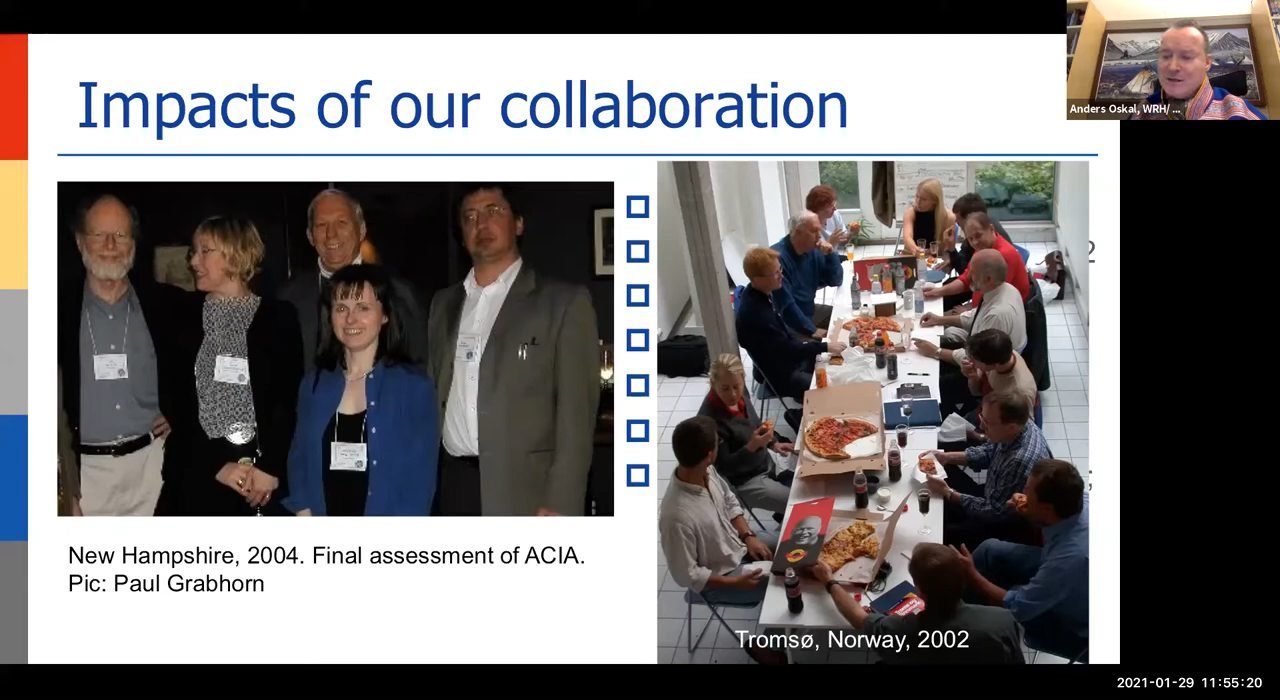 Impacts of our collaboration
Anders Oskal, WRH/ ...
New Hampshire, 2004. Final assessment of ACIA.
Pic: Paul Grabhorn
Tromsø, Norway, 2002
2021-01-29 11:55:20